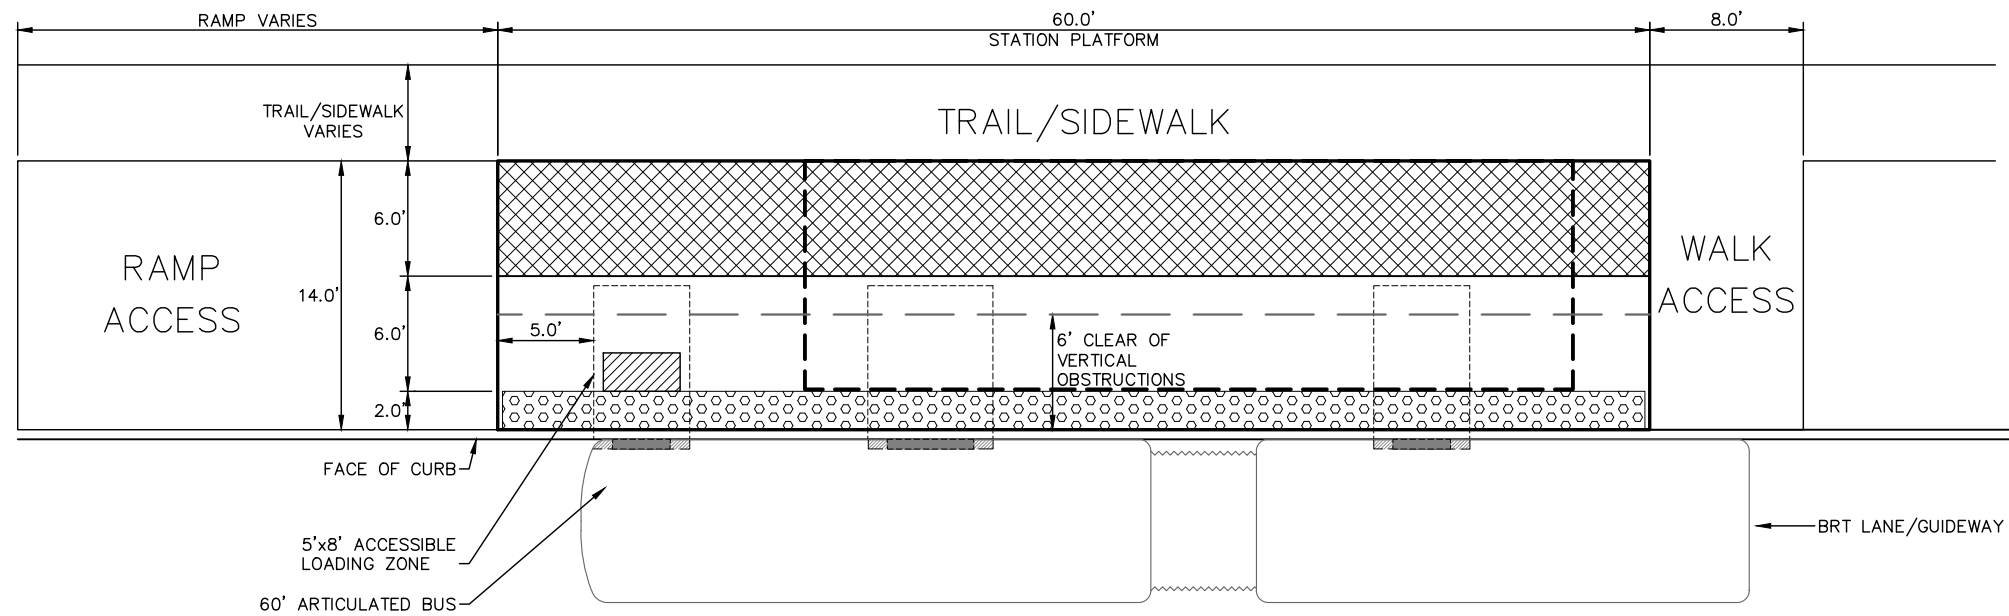 RAMP VARIES
60.0'
STATION PLATFORM
8.0'
TRAIL/SIDEWALK
VARIES
TRAIL/SIDEWALK
6.0'
RAMP
ACCESS
14.0'
6.0'
5.0'
6' CLEAR OF
VERTICAL
OBSTRUCTIONS
WALK
ACCESS
2.0'
FACE OF CURB
5'x8' ACCESSIBLE
LOADING ZONE
60' ARTICULATED BUS
BRT LANE/GUIDEWAY